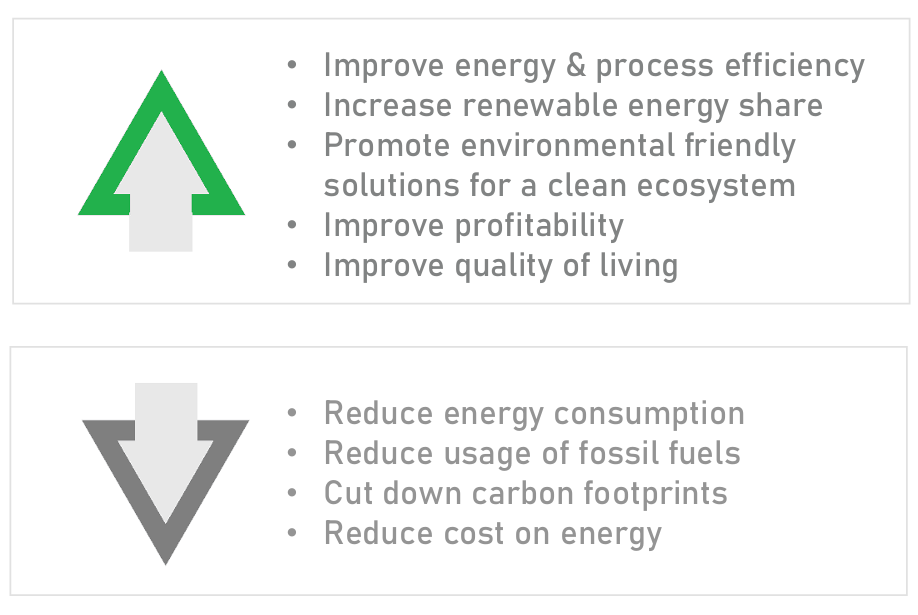 • Improve energy & process efficiency
• Increase renewable energy share
• Promote environmental friendly
solutions for a clean ecosystem
• Improve profitability
• Improve quality of living
• Reduce energy consumption
• Reduce usage of fossil fuels
• Cut down carbon footprints
• Reduce cost on energy